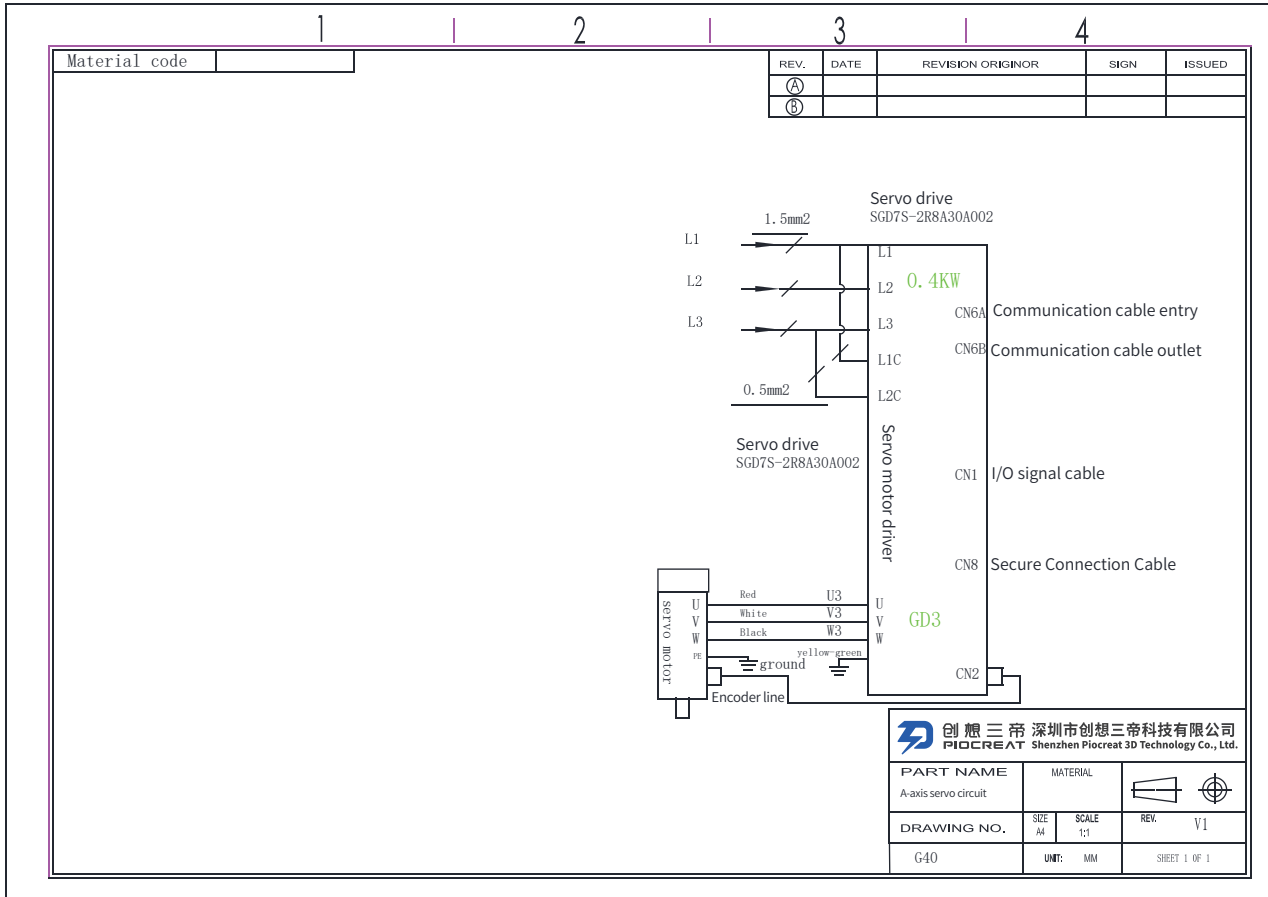 1 2 3 4
Material code
REV. DATE REVISION ORIGINOR SIGN ISSUED
A
B
Servo drive
SGD7S-2R8A30A002
1.5mm2
L1
L1
L2
L2
0.4KW
L3
L3
CN6A Communication cable entry
CN6B Communication cable outlet
L1C
0.5mm2
L2C
Servo drive
SGD7S-2R8A30A002
Servo motor driver
CN1 I/O signal cable
CN8 Secure Connection Cable
servo motor
U Red U3 U
V White V3 V
W Black W3 W
GD3
PE
yellow-green
ground
CN2
Encoder line
创想三帝 深圳市创想三帝科技有限公司
PIOCREAT Shenzhen Piocreat 3D Technology Co., Ltd.
PART NAME
A-axis servo circuit
MATERIAL
DRAWING NO.
SIZE
A4
SCALE
1:1
REV. V1
G40
UNIT: MM
SHEET 1 OF 1